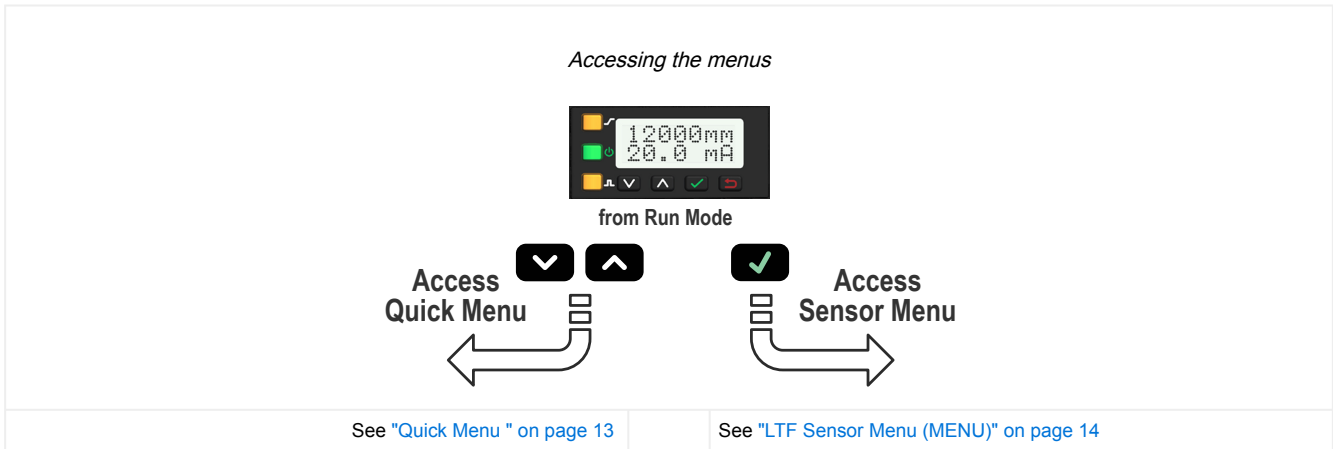 Accessing the menus
12000mm
20.0 mA
from Run Mode
Access
Quick Menu
Access
Sensor Menu
See "Quick Menu " on page 13
See "LTF Sensor Menu (MENU)" on page 14